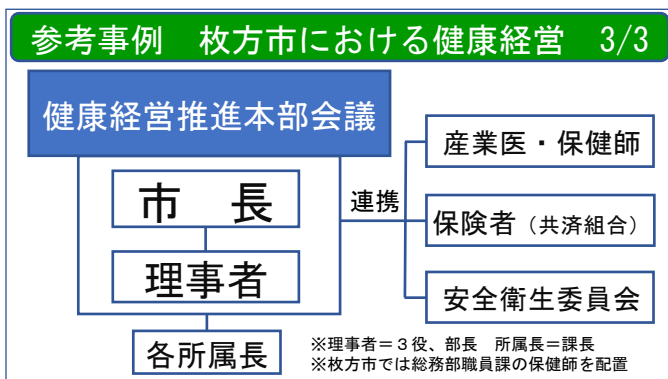 参考事例　枚方市における健康経営　3/3
健康経営推進本部会議
市　長
理事者
各所属長
連携
産業医・保健師
保険者（共済組合）
安全衛生委員会
※理事者＝３役、部長　所属長＝課長
※枚方市では総務部職員課の保健師を配置